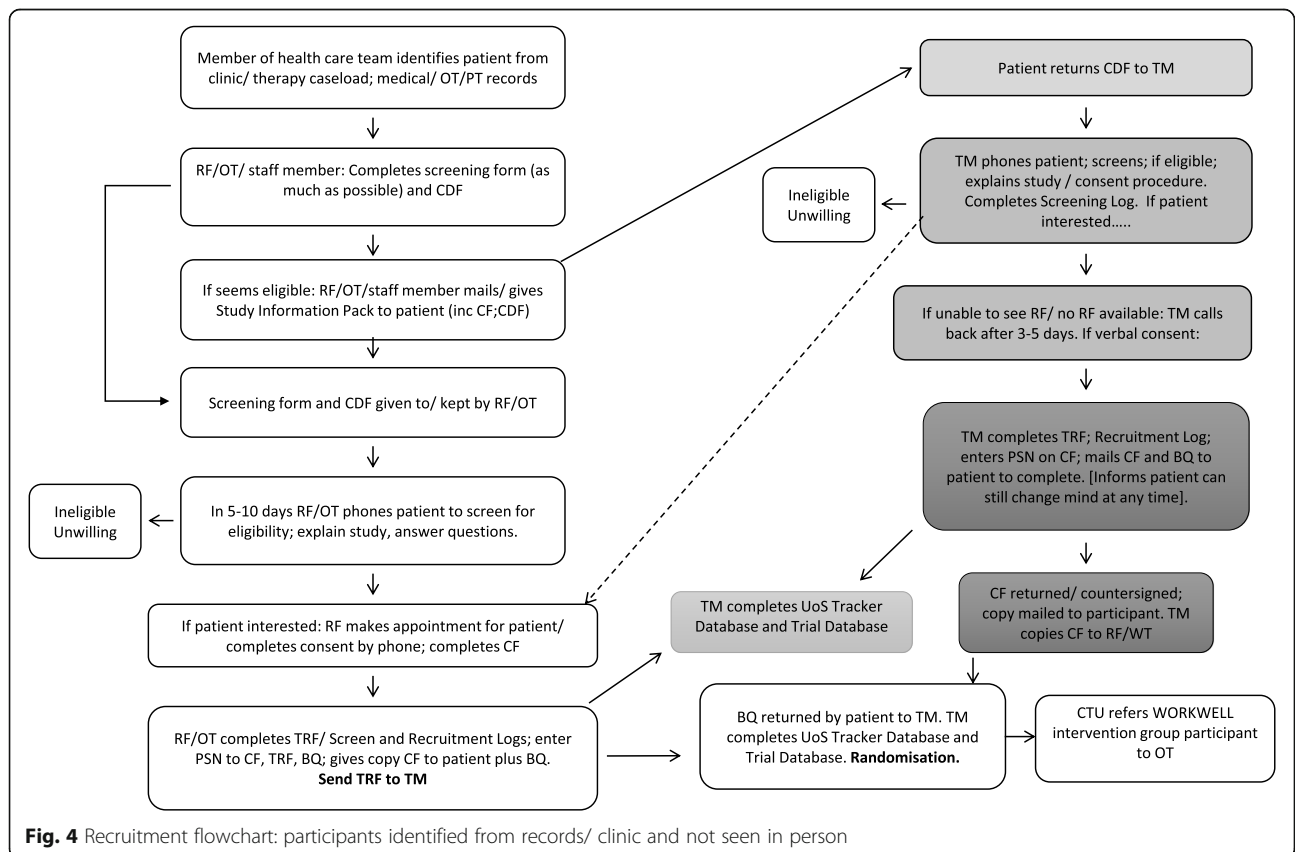 Member of health care team identifies patient from
clinic/ therapy caseload; medical/ OT/PT records
RF/OT/ staff member: Completes screening form (as
much as possible) and CDF
If seems eligible: RF/OT/staff member mails/ gives
Study Information Pack to patient (inc CF;CDF)
Screening form and CDF given to/ kept by RF/OT
Ineligible
Unwilling
In 5-10 days RF/OT phones patient to screen for
eligibility; explain study, answer questions.
If patient interested: RF makes appointment for patient/
completes consent by phone; completes CF
RF/OT completes TRF/ Screen and Recruitment Logs; enter
PSN to CF, TRF, BQ; gives copy CF to patient plus BQ.
Send TRF to TM
Patient returns CDF to TM
Ineligible
Unwilling
TM phones patient; screens; if eligible;
explains study / consent procedure.
Completes Screening Log.  If patient
interested.....
If unable to see RF/ no RF available: TM calls
back after 3-5 days. If verbal consent:
TM completes TRF; Recruitment Log;
enters PSN on CF; mails CF and BQ to
patient to complete. [Informs patient can
still change mind at any time].
TM completes UoS Tracker
Database and Trial Database
CF returned/ countersigned;
copy mailed to participant. TM
copies CF to RF/WT
BQ returned by patient to TM. TM
completes UoS Tracker Database and
Trial Database. Randomisation.
CTU refers WORKWELL
intervention group participant
to OT
Fig. 4 Recruitment flowchart: participants identified from records/ clinic and not seen in person